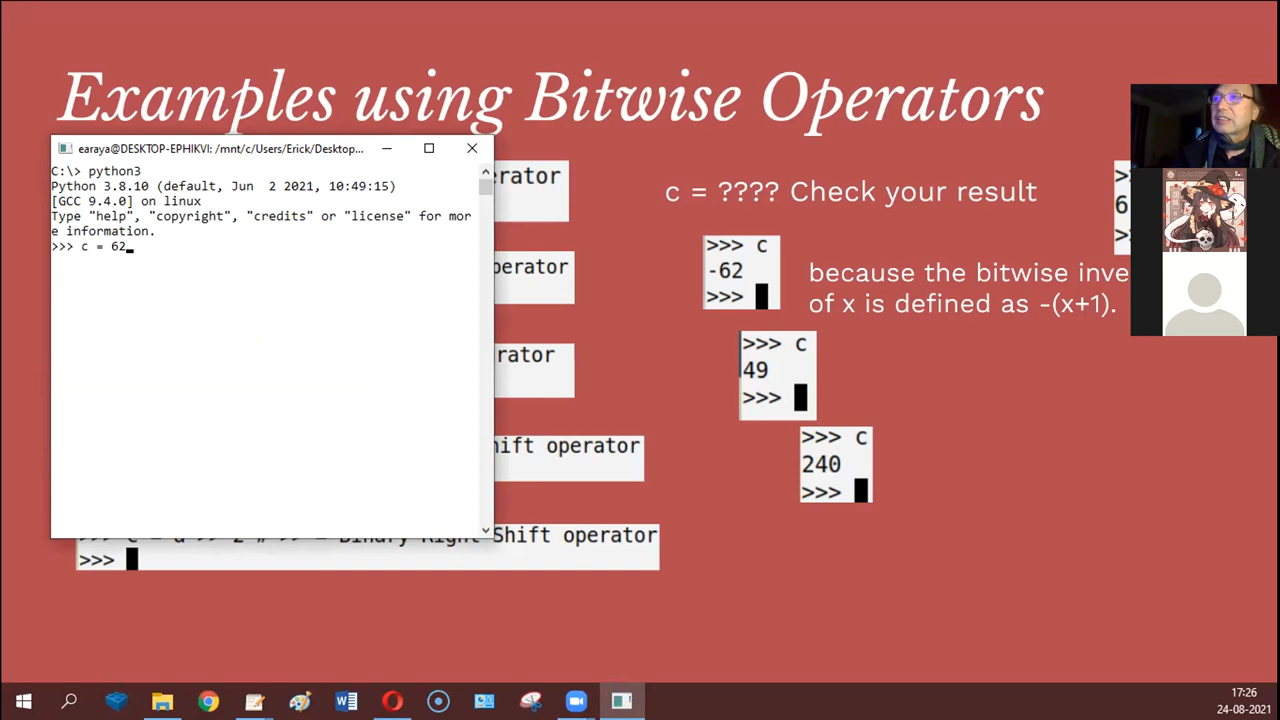 Examples using Bitwise Operators
earaya@DESKTOP-EPHIKVI: /mnt/c/Users/Erick/Desktop...
C:\> python3
Python 3.8.10 (default, Jun  2 2021, 10:49:15)
[GCC 9.4.0] on linux
Type "help", "copyright", "credits" or "license" for mor
e information.
>>> c = 62
erator
perator
rator
hift operator
Shift operator
>>>
c = ???? Check your result
>>> c
-62
>>>
because the bitwise inve
of x is defined as -(x+1).
>>> c
49
>>>
>>> c
240
>>>
6
17:26
24-08-2021